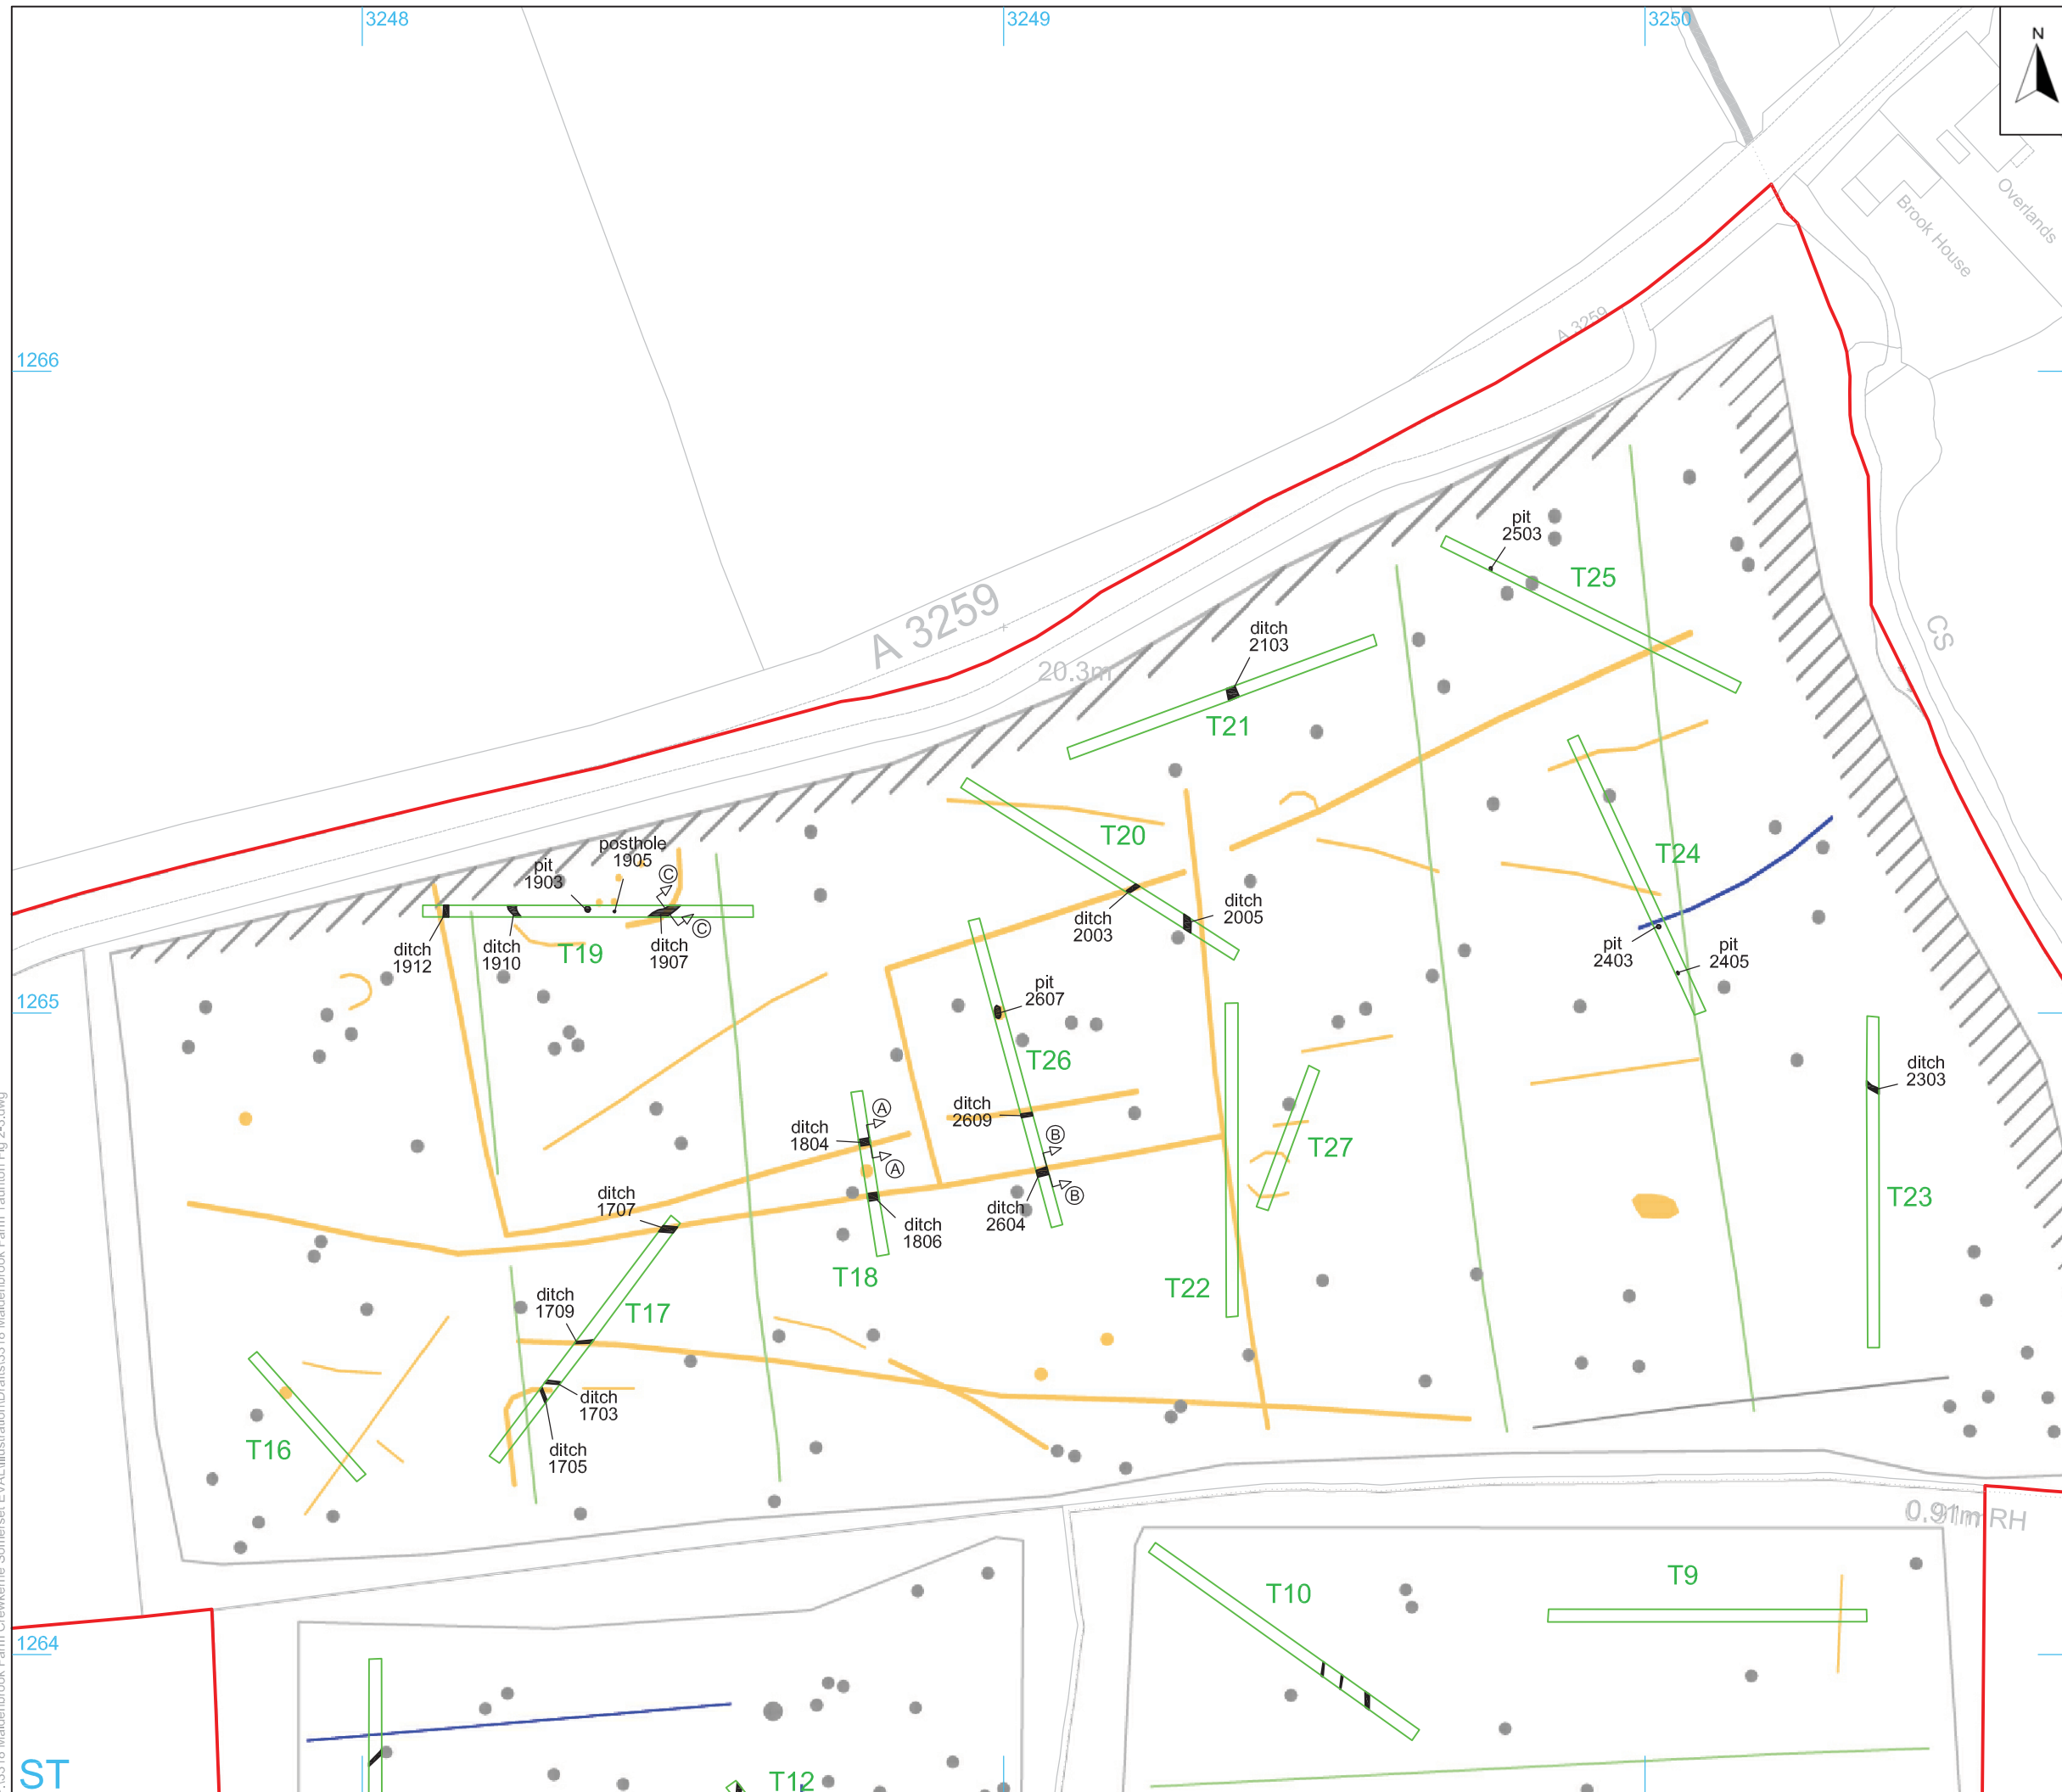 3248
3249
3250
N
Overlands
Brook House
A 3259
1266
pit
2503
T25
A 3259
CS
ditch
2103
20.3m
T21
T20
posthole
1905
pit
1903
C
C
T24
ditch
2003
ditch
2005
ditch
1912
ditch
1910
T19
ditch
1907
pit
2403
pit
2405
1265
pit
2607
T26
ditch
2303
A
ditch
1804
A
ditch
2609
B
B
T27
ditch
1707
ditch
2604
T23
ditch
1806
T18
T22
ditch
1709
T17
ditch
1703
T16
ditch
1705
0.91m RH
T10
T9
1264
ST
T12